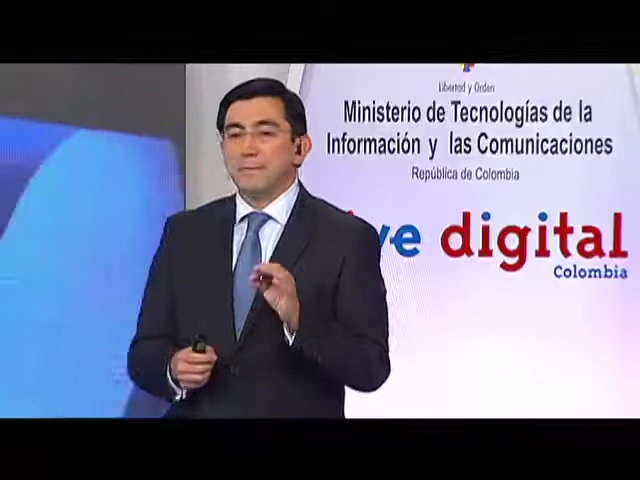 Libertad y Orden
Ministerio de Tecnologías de la
Información y las Comunicaciones
República de Colombia
digital
Colombia